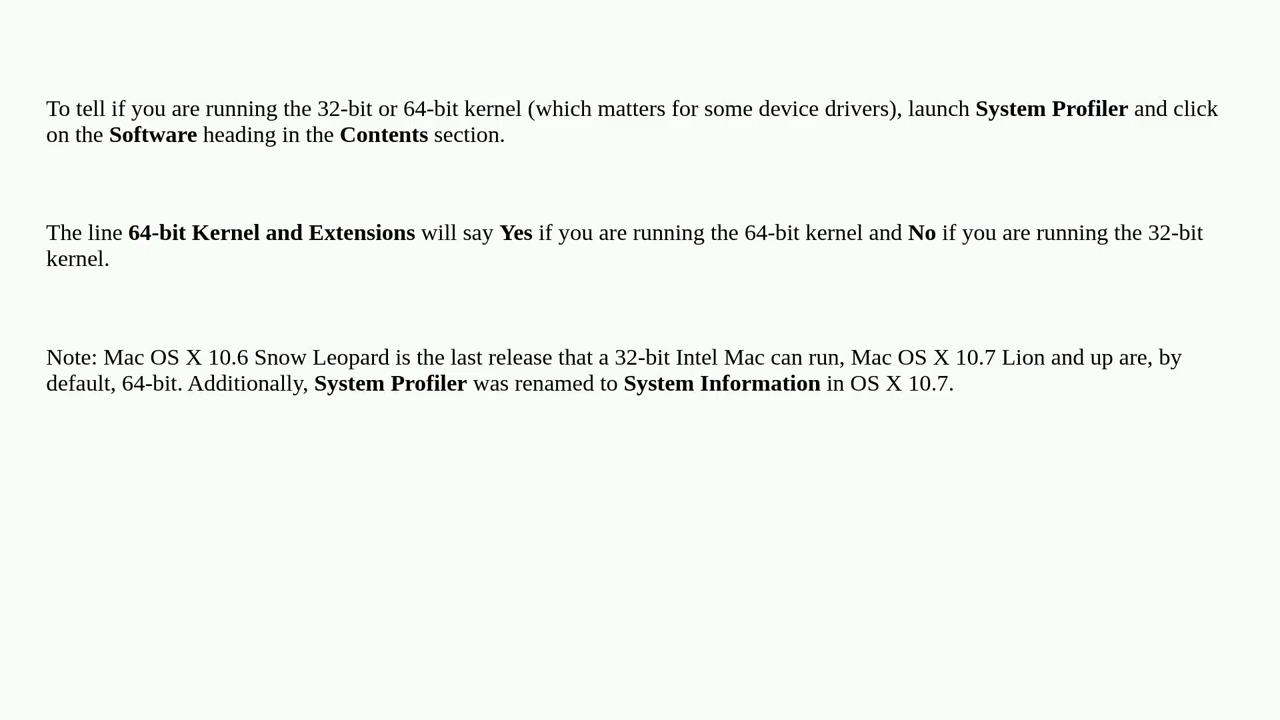 To tell if you are running the 32-bit or 64-bit kernel (which matters for some device drivers), launch System Profiler and click
on the Software heading in the Contents section.
The line 64-bit Kernel and Extensions will say Yes if you are running the 64-bit kernel and No if you are running the 32-bit
kernel.
Note: Mac OS X 10.6 Snow Leopard is the last release that a 32-bit Intel Mac can run, Mac OS X 10.7 Lion and up are, by
default, 64-bit. Additionally, System Profiler was renamed to System Information in OS X 10.7.